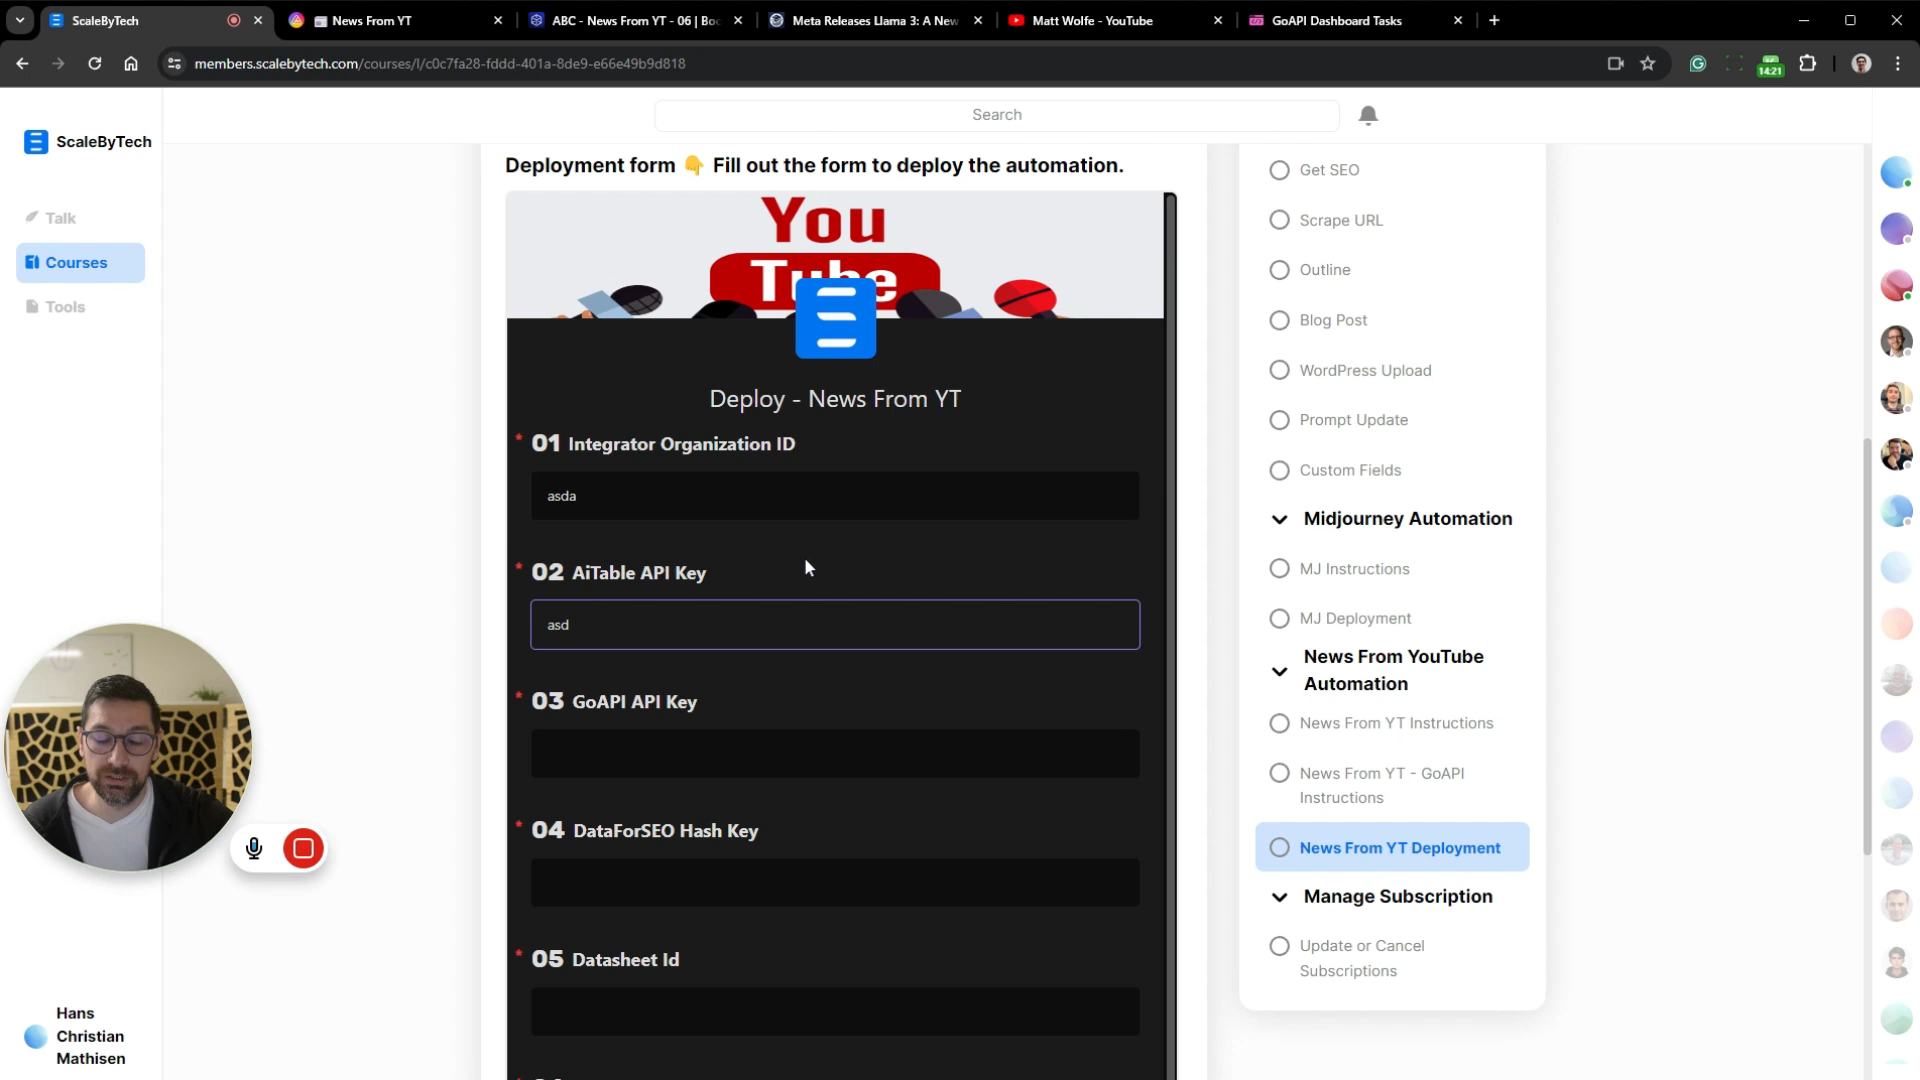 ScaleByTech
News From YT
ABC - News From YT - 06 | Boo
Meta Releases Llama 3: A New
Matt Wolfe - YouTube
GoAPI Dashboard Tasks
members.scalebytech.com/courses/l/c0c7fa28-fddd-401a-8de9-e66e49b9d818
14:21
ScaleByTech
Search
Talk
Courses
Tools
Deployment form 👇 Fill out the form to deploy the automation.
You
Tube
Deploy - News From YT
* 01 Integrator Organization ID
asda
* 02 AiTable API Key
asd
* 03 GoAPI API Key
* 04 DataForSEO Hash Key
* 05 Datasheet Id
Get SEO
Scrape URL
Outline
Blog Post
WordPress Upload
Prompt Update
Custom Fields
Midjourney Automation
MJ Instructions
MJ Deployment
News From YouTube
Automation
News From YT Instructions
News From YT - GoAPI
Instructions
News From YT Deployment
Manage Subscription
Update or Cancel
Subscriptions
Hans
Christian
Mathisen